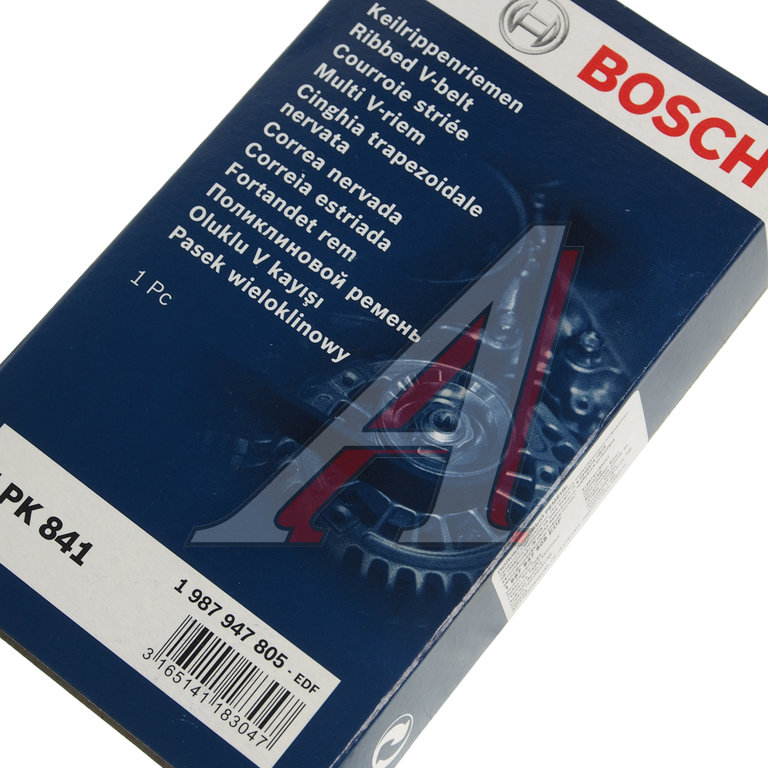 BOSCH
Keilrippenriemen
Ribbed V-belt
Courroie striée
Multi V-riem
Cinghia trapezoidale
nervata
Correa nervada
Correia estriada
Fortandet rem
Поликлиновой ремень
Oluklu V kayışı
Pasek wieloklinowy
1 PC
PK 841
1 987 947 805 - EDF
3 165141 183047